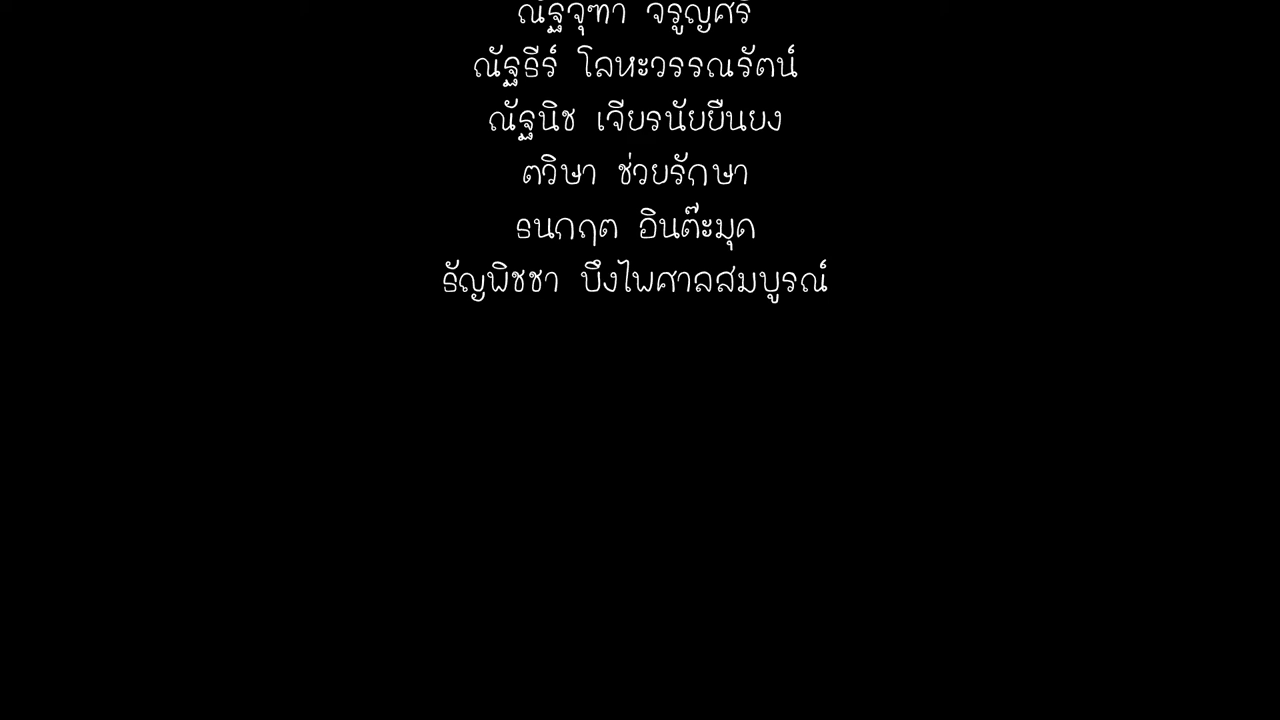 ณัฐจุฑา จรูญศรี
ณัฐธีร์ โลหะวรรณรัตน์
ณัฐนิช เจียรนัยยืนยง
ตวิษา ช่วยรักษา
ธนกฤต อินต๊ะมุด
ธัญพิชชา บึงไพศาลสมบูรณ์